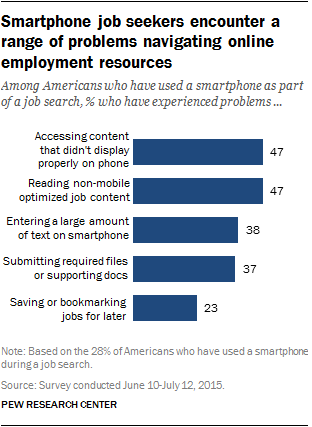 Smartphone job seekers encounter a
range of problems navigating online
employment resources
Among Americans who have used a smartphone as part
of a job search, % who have experienced problems ...
Accessing content
that didn't display
properly on phone
47
Reading non-mobile
optimized job content
47
Entering a large amount
of text on smartphone
38
Submitting required files
or supporting docs
37
Saving or bookmarking
jobs for later
23
Note: Based on the 28% of Americans who have used a smartphone
during a job search.
Source: Survey conducted June 10-July 12, 2015.
PEW RESEARCH CENTER